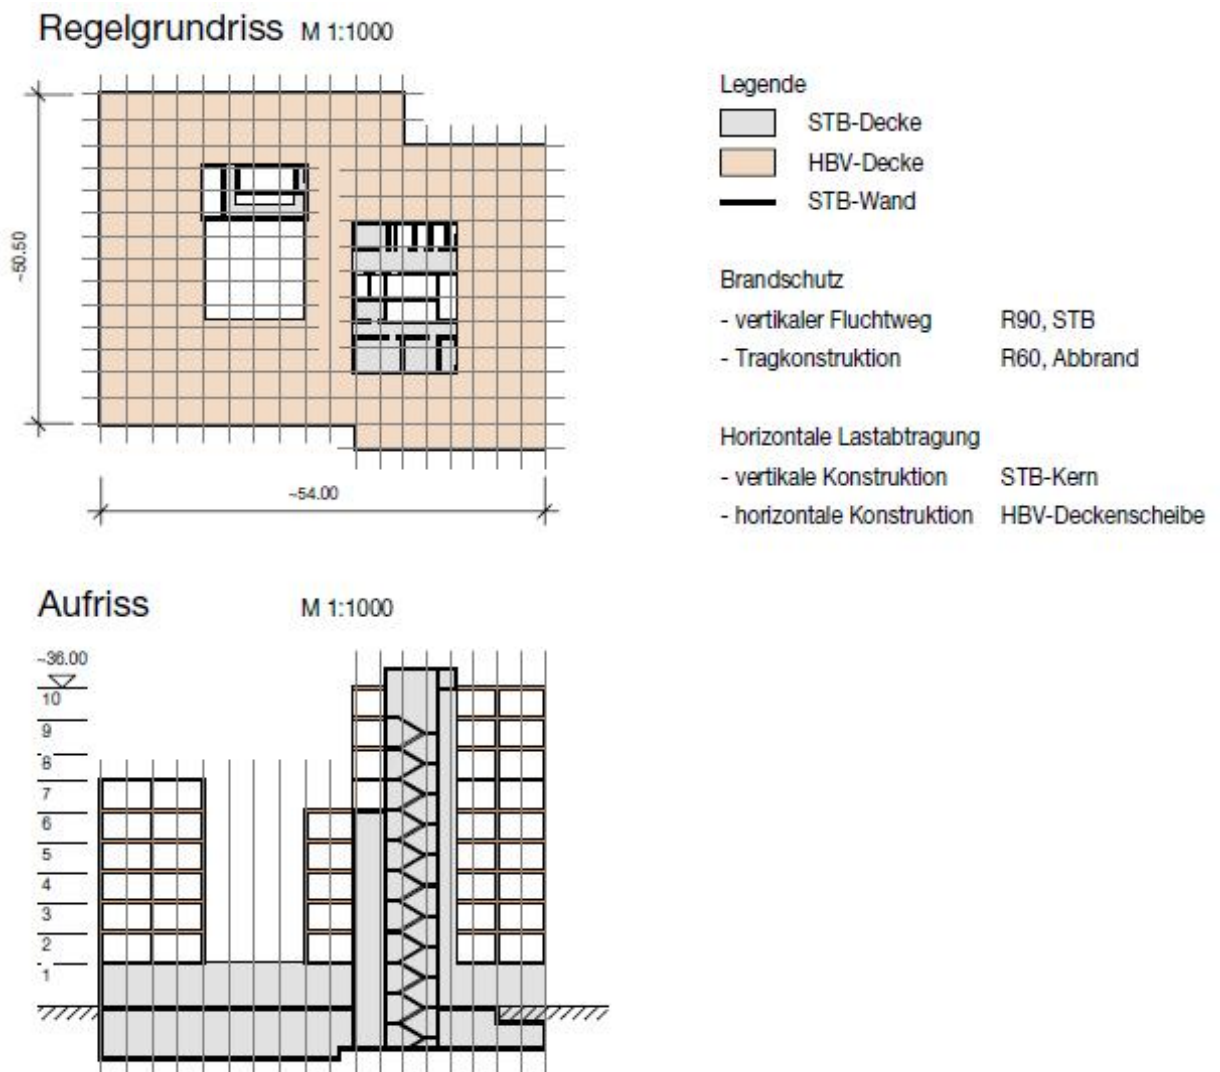 Regelgrundriss M 1:1000
Legende
STB-Decke
HBV-Decke
STB-Wand
~50.50
Brandschutz
- vertikaler Fluchtweg R90, STB
- Tragkonstruktion R60, Abbrand
Horizontale Lastabtragung
- vertikale Konstruktion STB-Kern
- horizontale Konstruktion HBV-Deckenscheibe
~54.00
Aufriss M 1:1000
~36.00
10
9
8
7
6
5
4
3
2
1